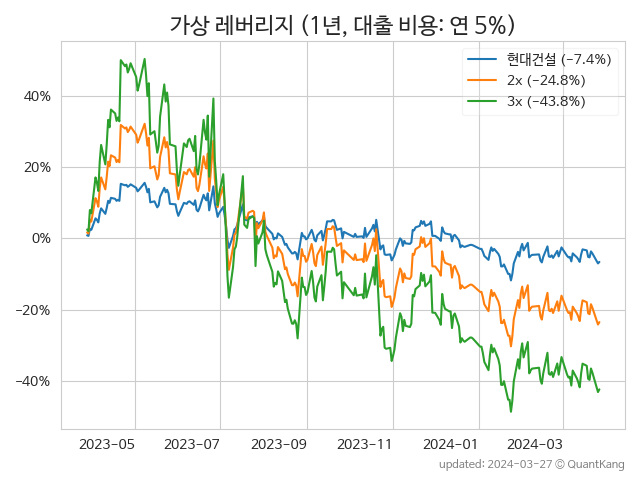 가상 레버리지 (1년, 대출 비용: 연 5%)
현대건설 (−7.4%)
2x (−24.8%)
3x (−43.8%)
40%
20%
0%
−20%
−40%
2023−05 2023−07 2023−09 2023−11 2024−01 2024−03
updated: 2024−03−27 © QuantKang